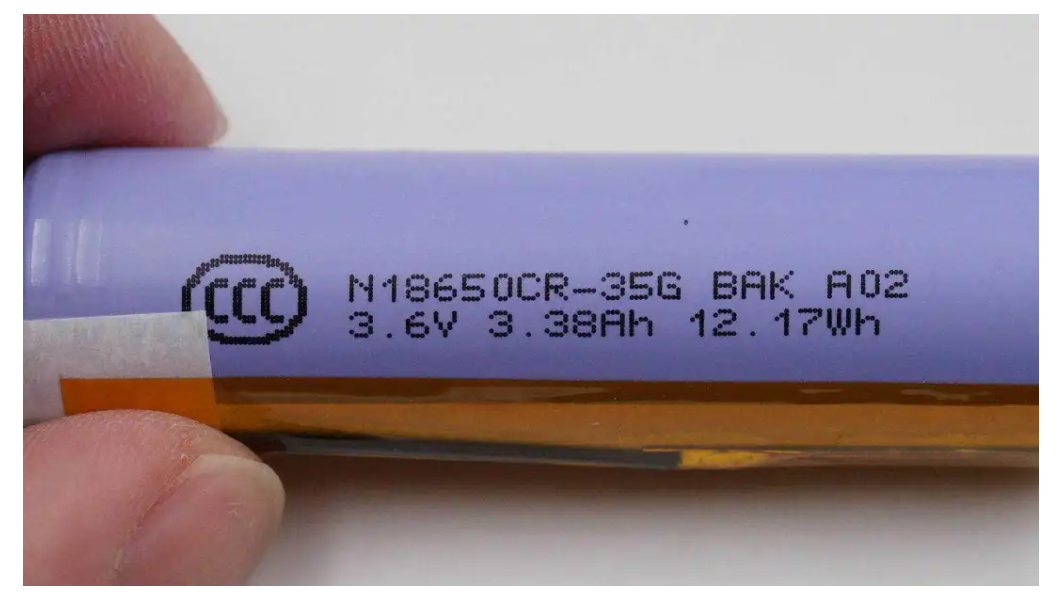 CCC
N18650CR-35G BAK A02
3.6V 3.38Ah 12.17Wh